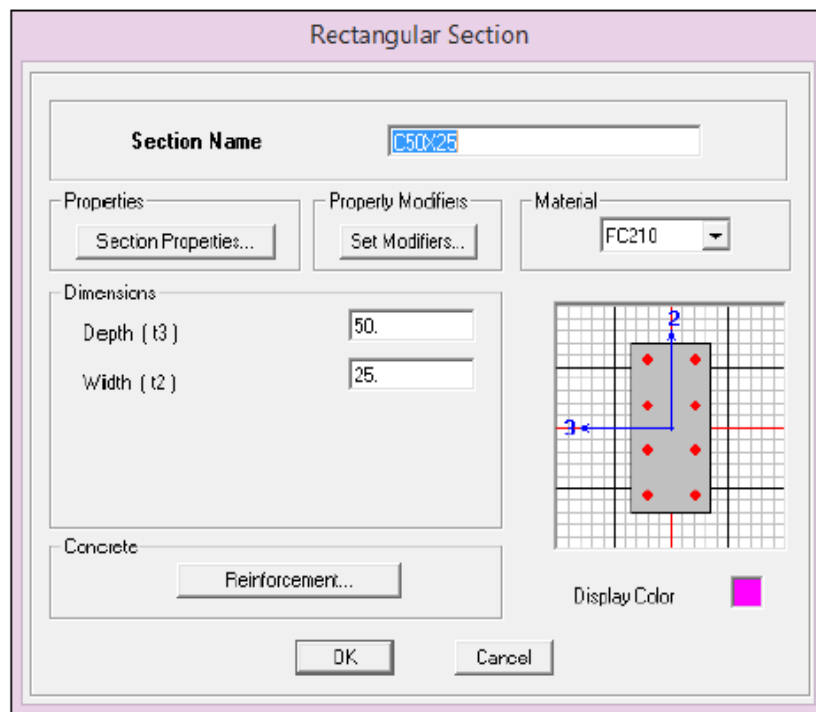 Rectangular Section
Section Name C50X25
Properties Property Modifiers Material
Section Properties... Set Modifiers... FC210
Dimensions
Depth ( t3 ) 50.
Width ( t2 ) 25.
2
3
Concrete
Reinforcement...
Display Color
OK Cancel